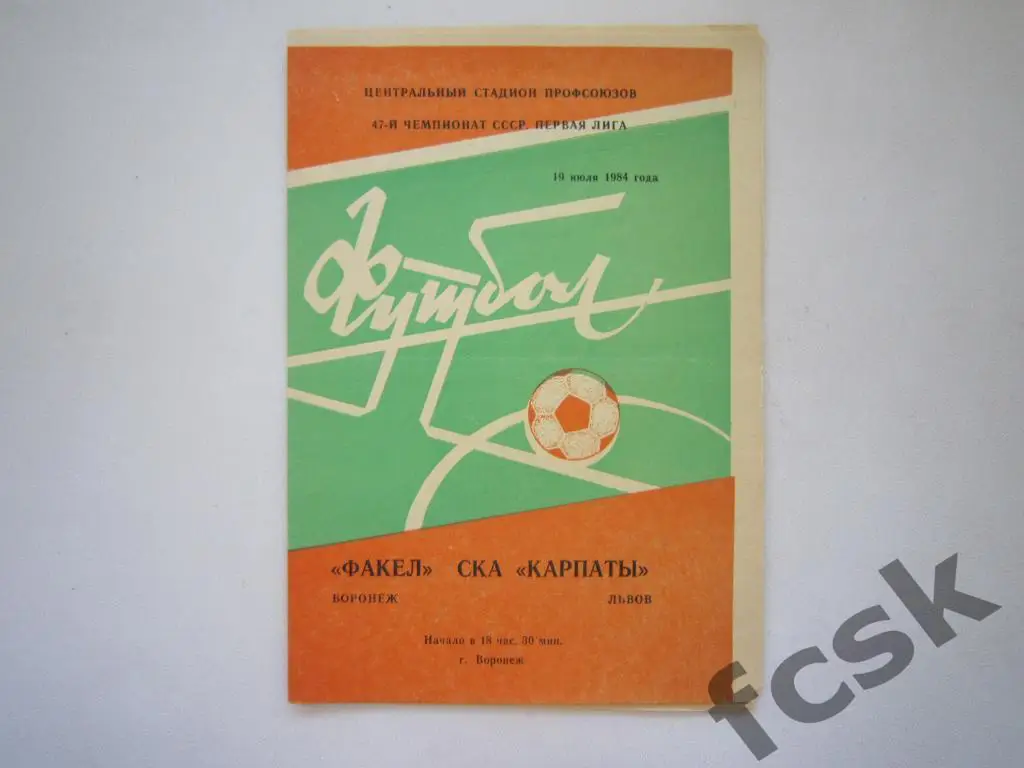 ЦЕНТРАЛЬНЫЙ СТАДИОН ПРОФСОЮЗОВ
47-Й ЧЕМПИОНАТ СССР. ПЕРВАЯ ЛИГА
19 июля 1984 года
Футбол
«ФАКЕЛ» СКА «КАРПАТЫ»
ВОРОНЕЖ ЛЬВОВ
Начало в 18 час. 30 мин.
г. Воронеж
fcsk